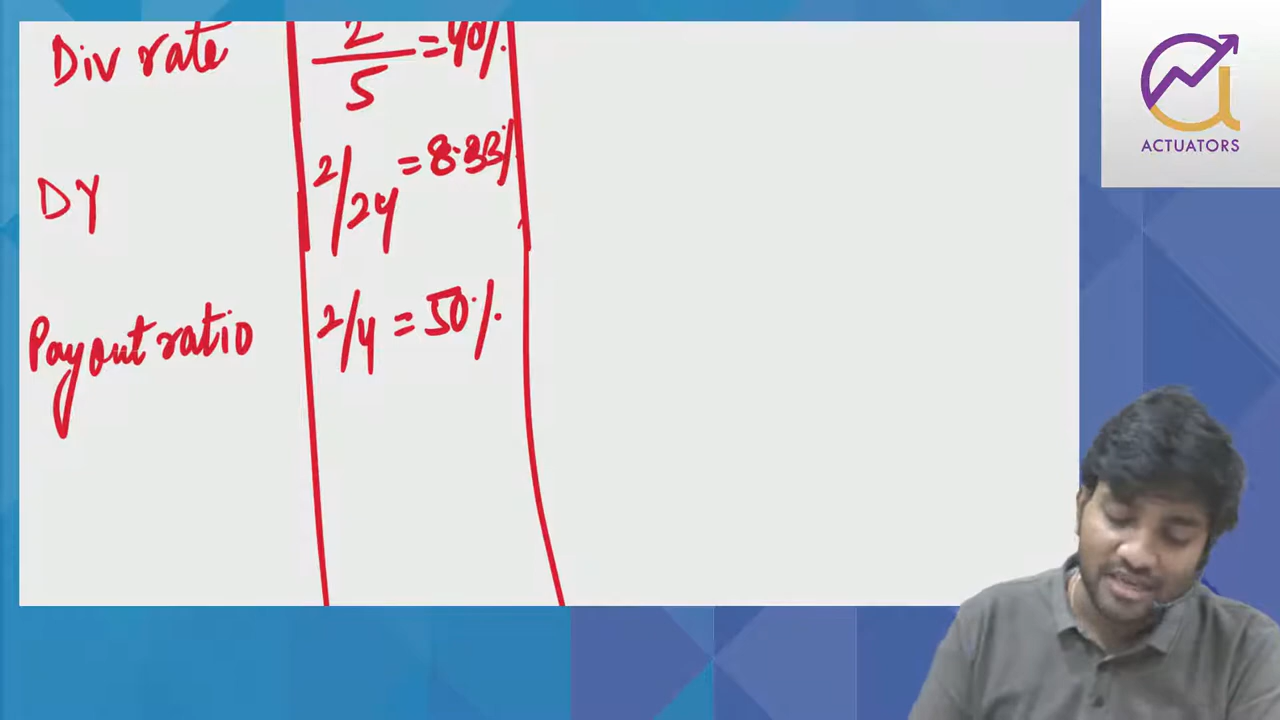 Div rate 2/5 = 40%
DY 2/24 = 8.33%
Payout ratio 2/4 = 50%
ACTUATORS